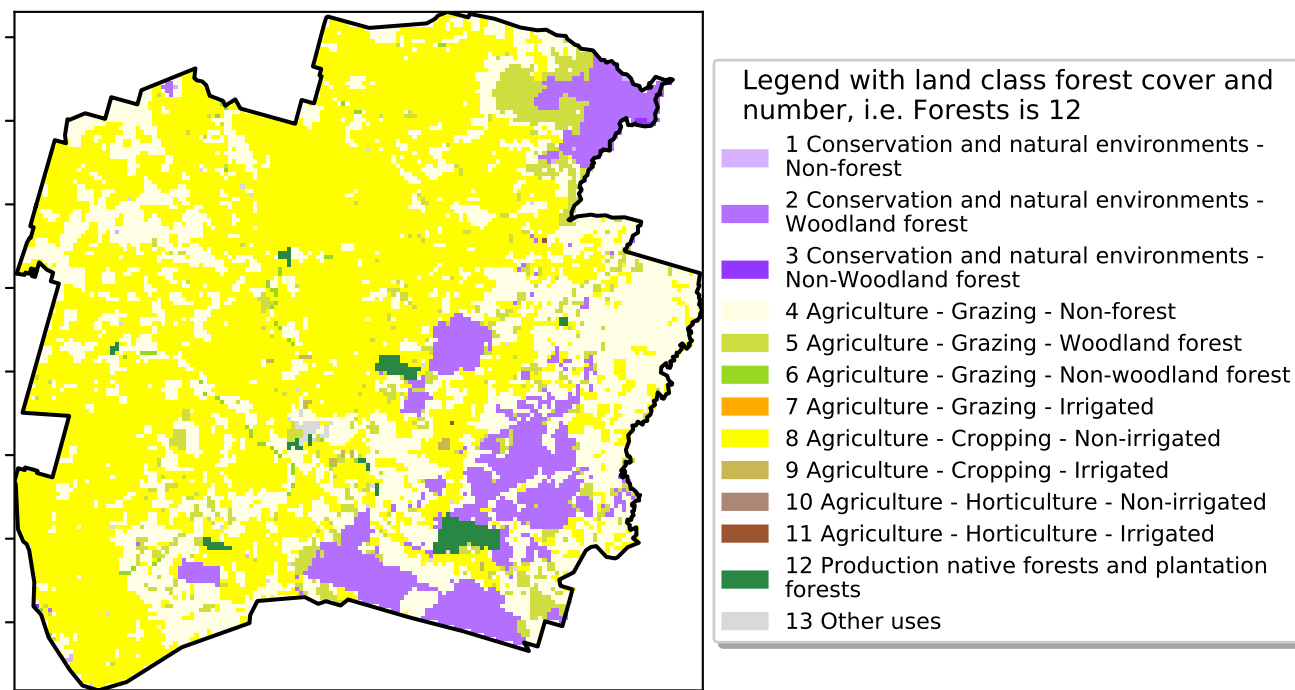 Legend with land class forest cover and
number, i.e. Forests is 12
1 Conservation and natural environments -
Non-forest
2 Conservation and natural environments -
Woodland forest
3 Conservation and natural environments -
Non-Woodland forest
4 Agriculture - Grazing - Non-forest
5 Agriculture - Grazing - Woodland forest
6 Agriculture - Grazing - Non-woodland forest
7 Agriculture - Grazing - Irrigated
8 Agriculture - Cropping - Non-irrigated
9 Agriculture - Cropping - Irrigated
10 Agriculture - Horticulture - Non-irrigated
11 Agriculture - Horticulture - Irrigated
12 Production native forests and plantation
forests
13 Other uses